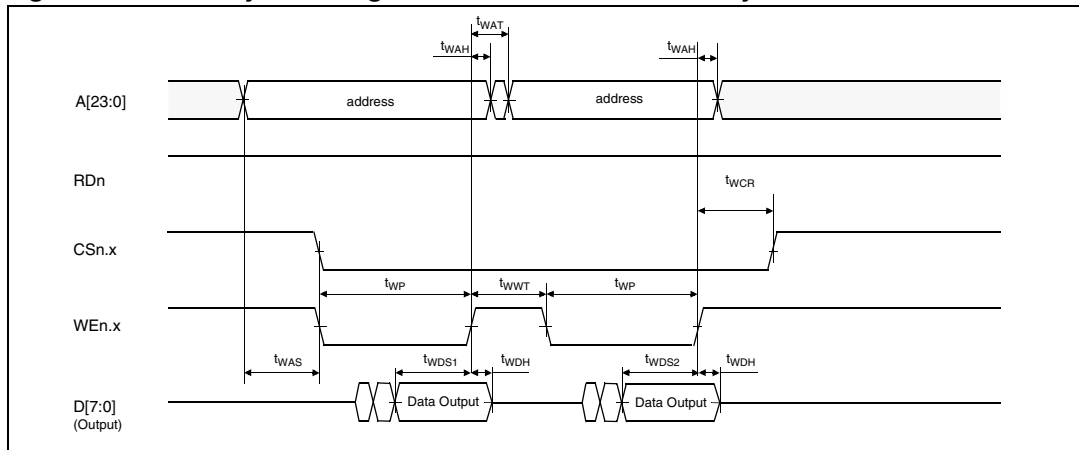 tWAT
tWAH
tWAH
A[23:0]
address
address
RDn
tWCR
CSn.x
tWP
tWWT
tWP
WEn.x
tWAS
tWDS1
tWDH
tWDS2
tWDH
D[7:0]
(Output)
Data Output
Data Output